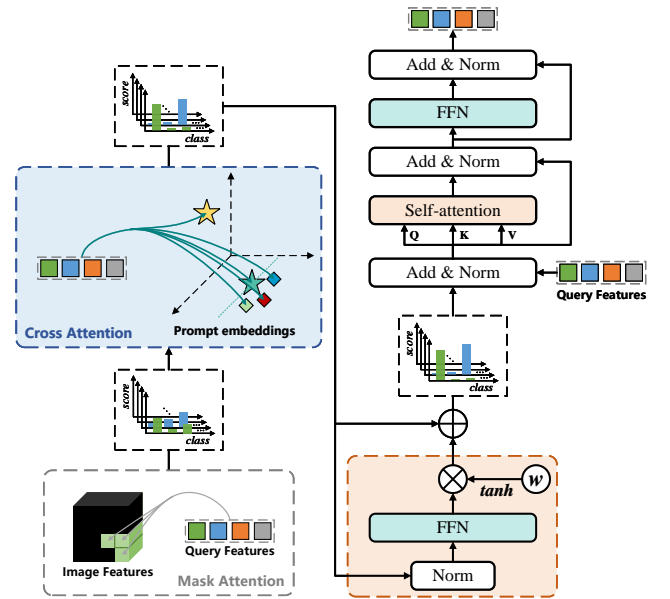 Add & Norm
FFN
Add & Norm
Self-attention
Q
K
V
Add & Norm
Query Features
score
class
...
...
score
class
...
...
tanh
w
FFN
Norm
score
class
...
...
Cross Attention
Prompt embeddings
Image Features
Query Features
Mask Attention